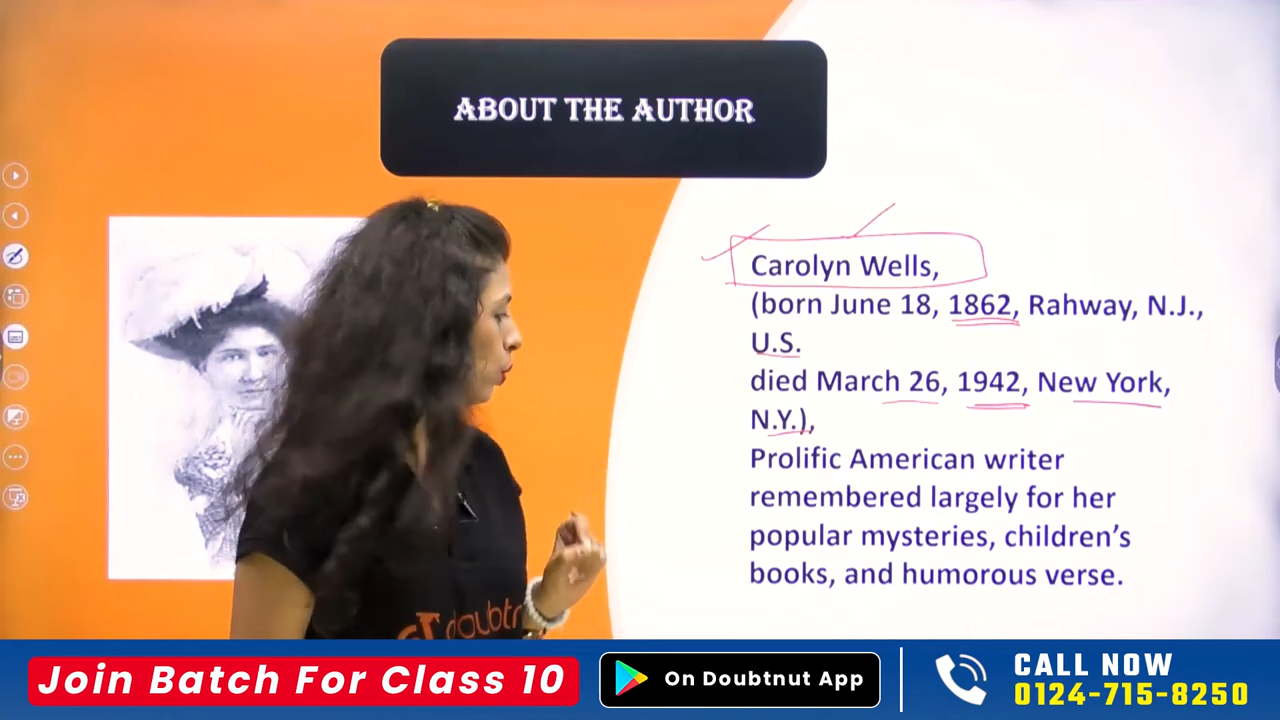 ABOUT THE AUTHOR
Carolyn Wells,
(born June 18, 1862, Rahway, N.J.,
U.S.
died March 26, 1942, New York,
N.Y.),
Prolific American writer
remembered largely for her
popular mysteries, children's
books, and humorous verse.
doubtn
Join Batch For Class 10
On Doubtnut App
CALL NOW
0124-715-8250